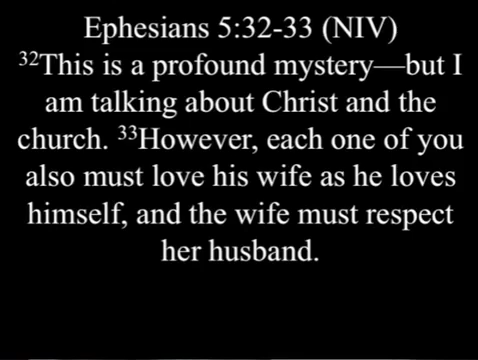 Ephesians 5:32-33 (NIV)
³²This is a profound mystery—but I
am talking about Christ and the
church. ³³However, each one of you
also must love his wife as he loves
himself, and the wife must respect
her husband.